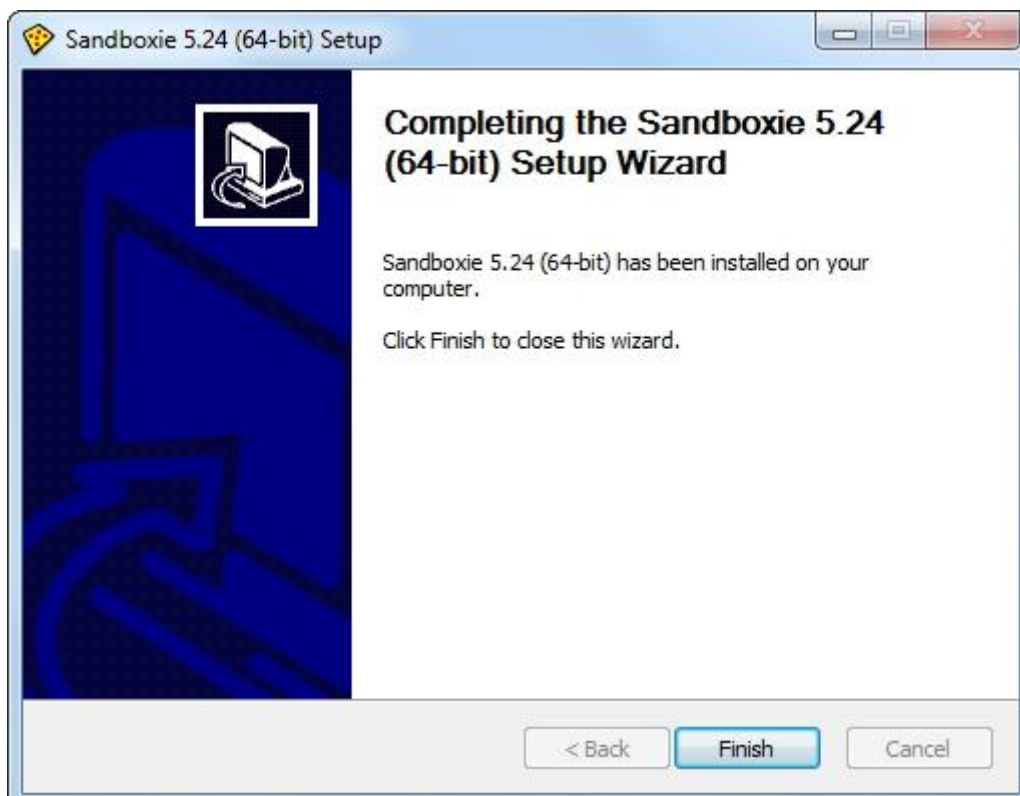 Sandboxie 5.24 (64-bit) Setup
Completing the Sandboxie 5.24
(64-bit) Setup Wizard
Sandboxie 5.24 (64-bit) has been installed on your
computer.
Click Finish to close this wizard.
< Back
Finish
Cancel